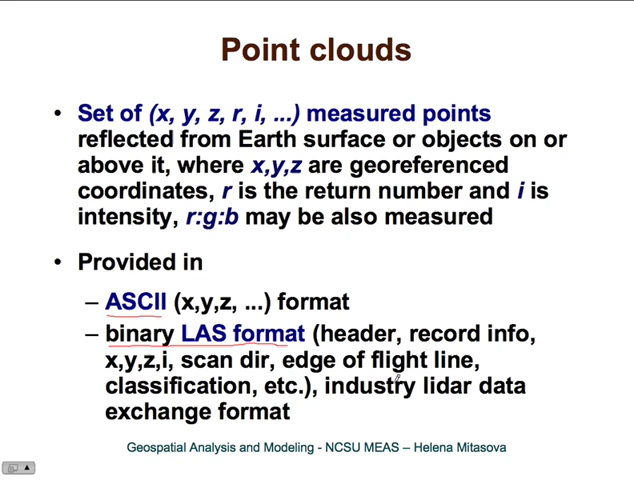 Point clouds
• Set of (x, y, z, r, i, ...) measured points
reflected from Earth surface or objects on or
above it, where x,y,z are georeferenced
coordinates, r is the return number and i is
intensity, r:g:b may be also measured
• Provided in
– ASCII (x,y,z, ...) format
– binary LAS format (header, record info,
x,y,z,i, scan dir, edge of flight line,
classification, etc.), industry lidar data
exchange format
Geospatial Analysis and Modeling - NCSU MEAS – Helena Mitasova